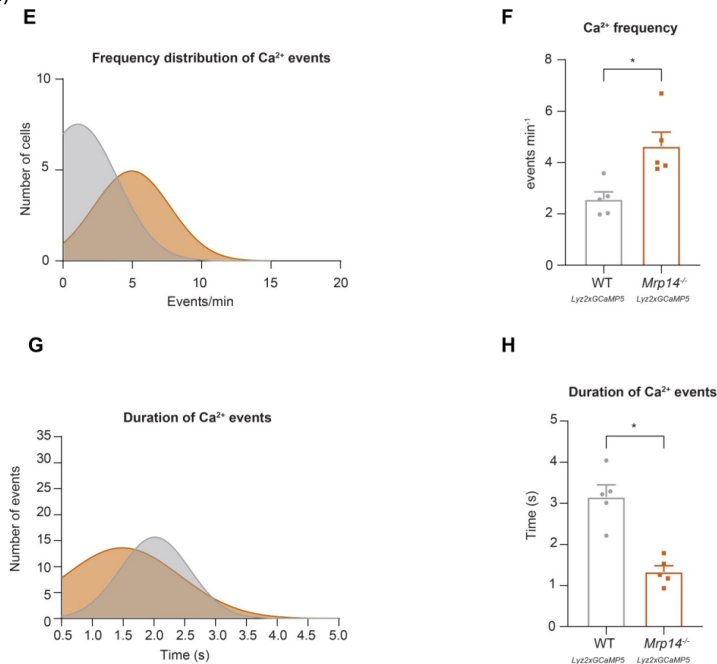 E
Frequency distribution of Ca²⁺ events
10
5
0
Number of cells
0 5 10 15 20
Events/min
F
Ca²⁺ frequency
*
8
6
4
2
0
events min⁻¹
WT Mrp14⁻/⁻
Lyz2xGCaMP5 Lyz2xGCaMP5
G
Duration of Ca²⁺ events
35
30
25
20
15
10
5
0
Number of events
0.5 1.0 1.5 2.0 2.5 3.0 3.5 4.0 4.5 5.0
Time (s)
H
Duration of Ca²⁺ events
*
5
4
3
2
1
0
Time (s)
WT Mrp14⁻/⁻
Lyz2xGCaMP5 Lyz2xGCaMP5